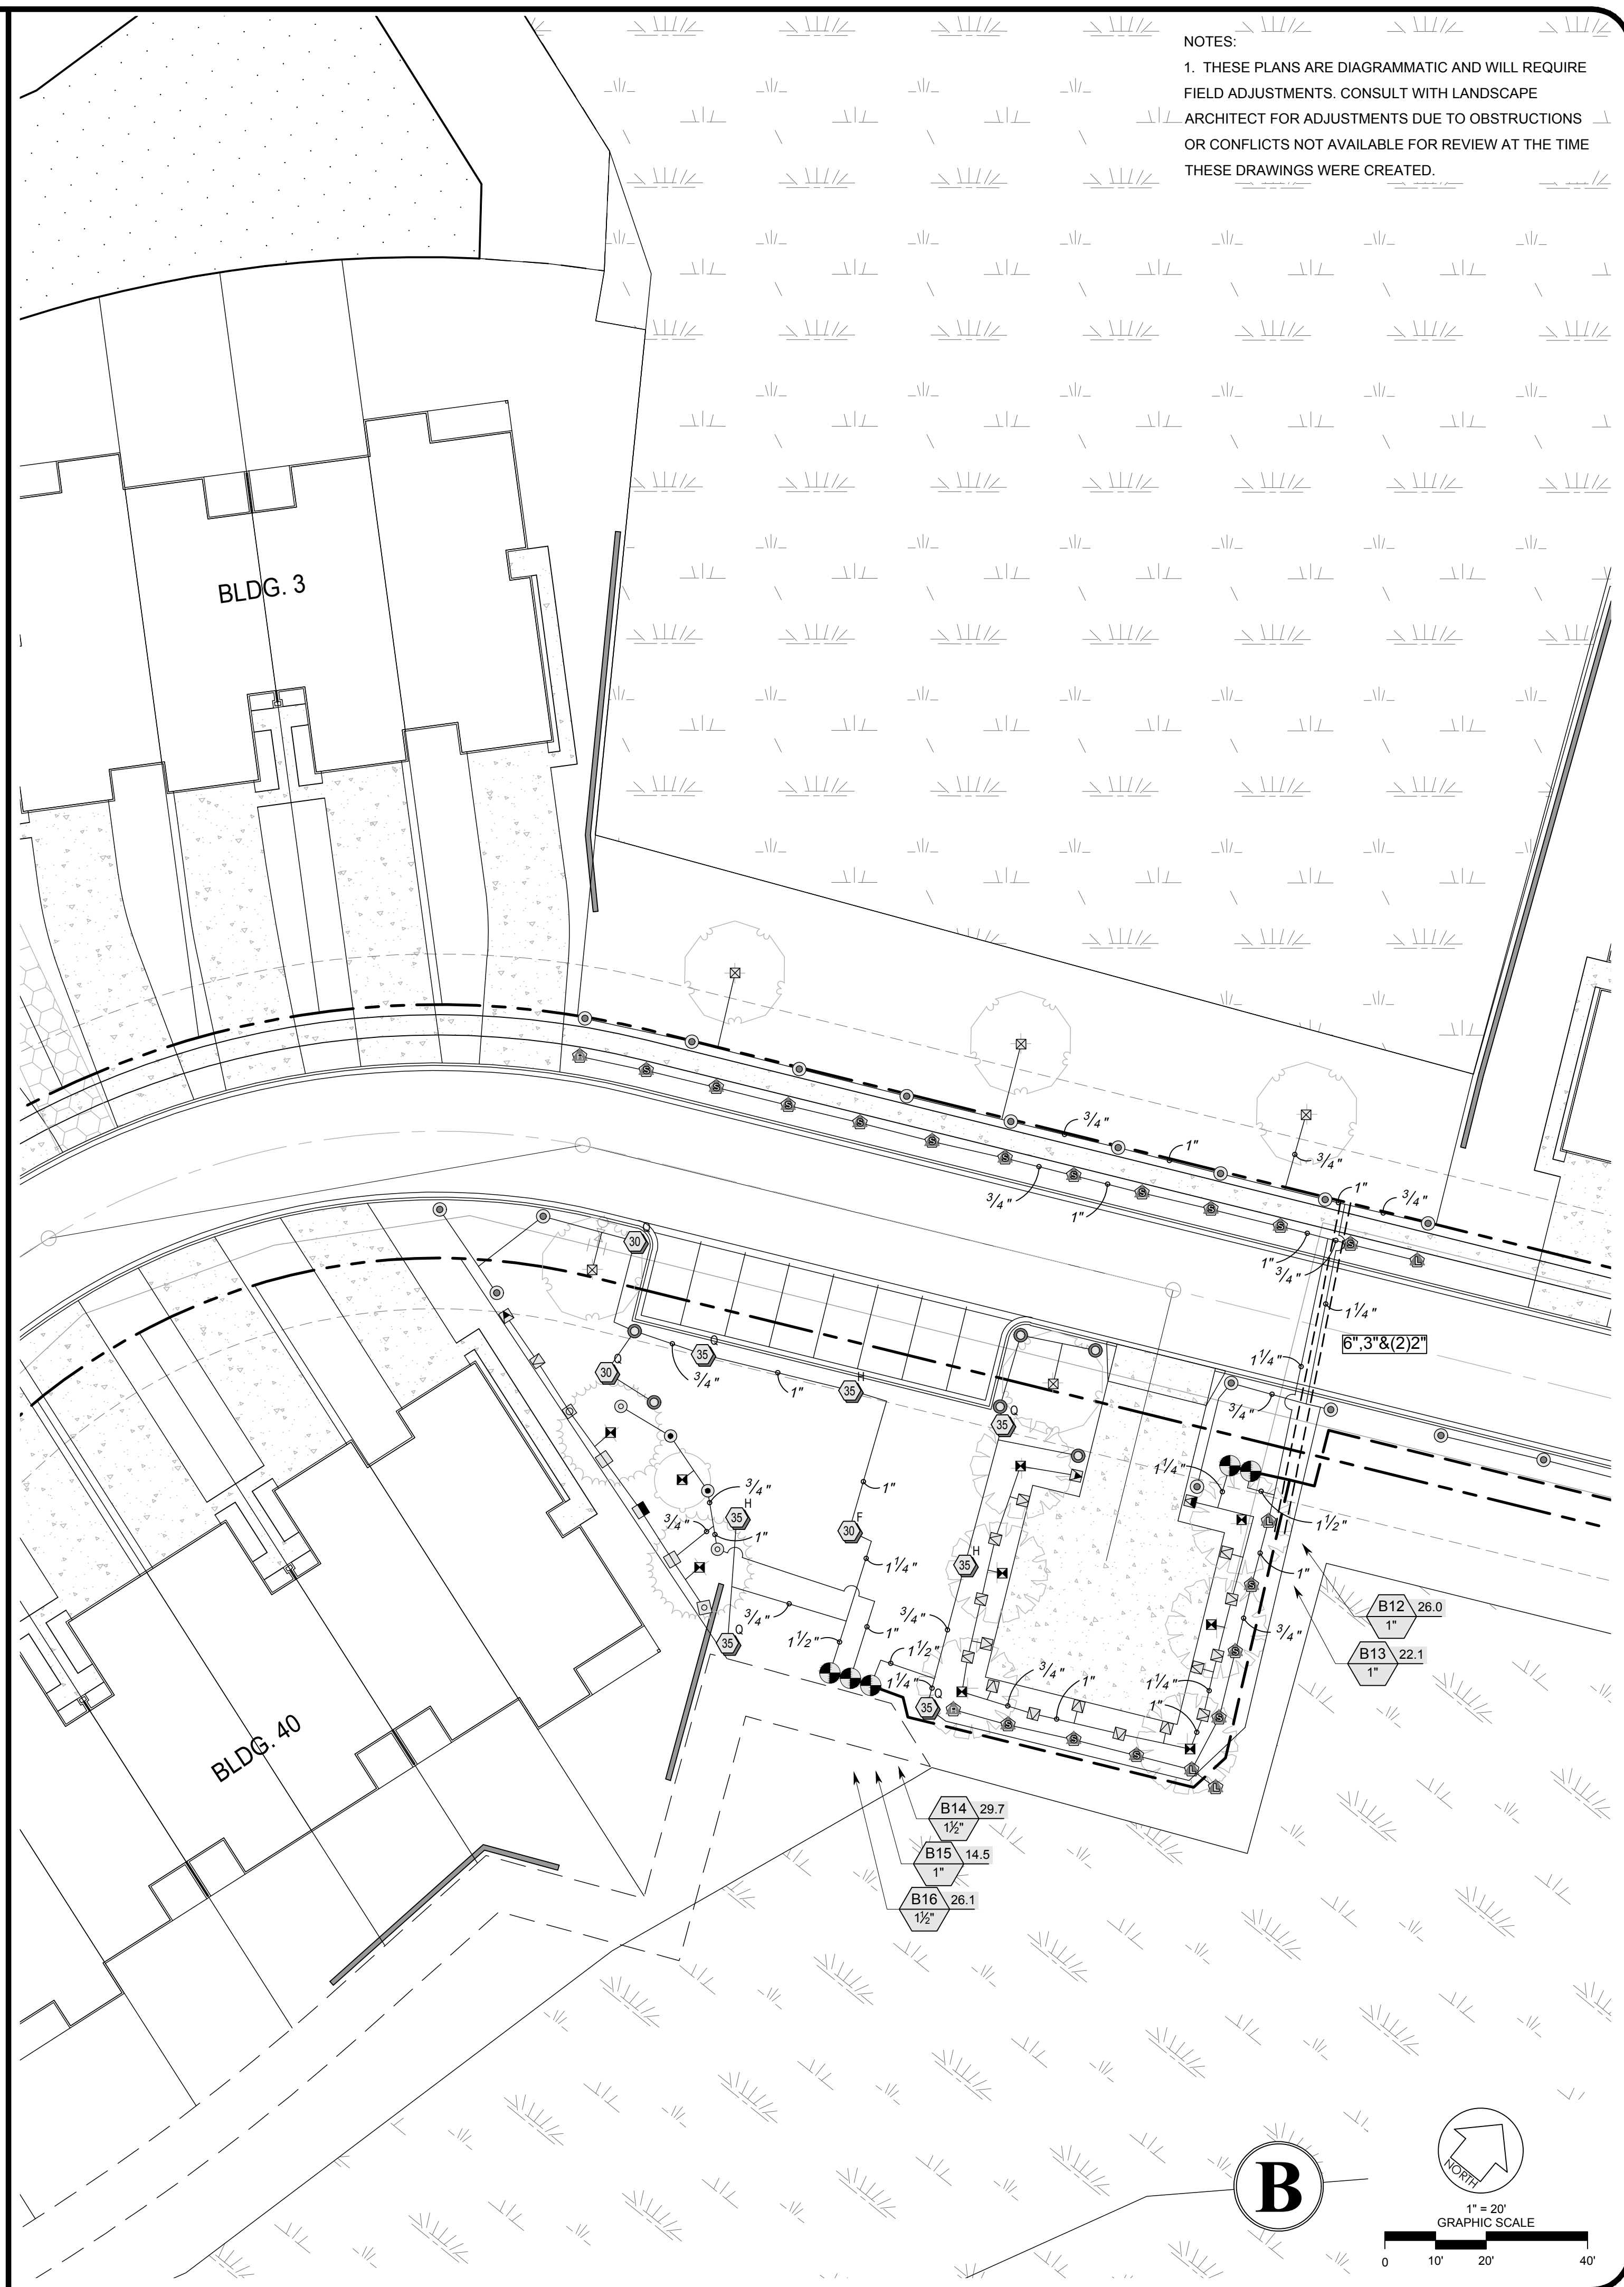 NOTES:
1. THESE PLANS ARE DIAGRAMMATIC AND WILL REQUIRE
FIELD ADJUSTMENTS. CONSULT WITH LANDSCAPE
ARCHITECT FOR ADJUSTMENTS DUE TO OBSTRUCTIONS
OR CONFLICTS NOT AVAILABLE FOR REVIEW AT THE TIME
THESE DRAWINGS WERE CREATED.
BLDG. 3
S
S
S
S
S
S
S
S
S
S
S
L
3/4"
1"
3/4"
3/4"
1"
1"
3/4"
1"
3/4"
1 1/4"
6",3"&(2)2"
1 1/4"
3/4"
30 Q
30 Q
35 Q
3/4"
1"
35 H
35 Q
1"
3/4"
3/4"
1"
35 H
30 F
1 1/4"
35 H
1 1/4"
1 1/2"
L
1"
S
3/4"
S
3/4"
3/4"
35 Q
1 1/2"
1"
1 1/2"
1 1/4"
35 Q
3/4"
1"
1 1/4"
1"
S
S
S
S
L
L
B12 26.0
1"
B13 22.1
1"
B14 29.7
1½"
B15 14.5
1"
B16 26.1
1½"
BLDG. 40
B
NORTH
1" = 20'
GRAPHIC SCALE
0 10' 20' 40'